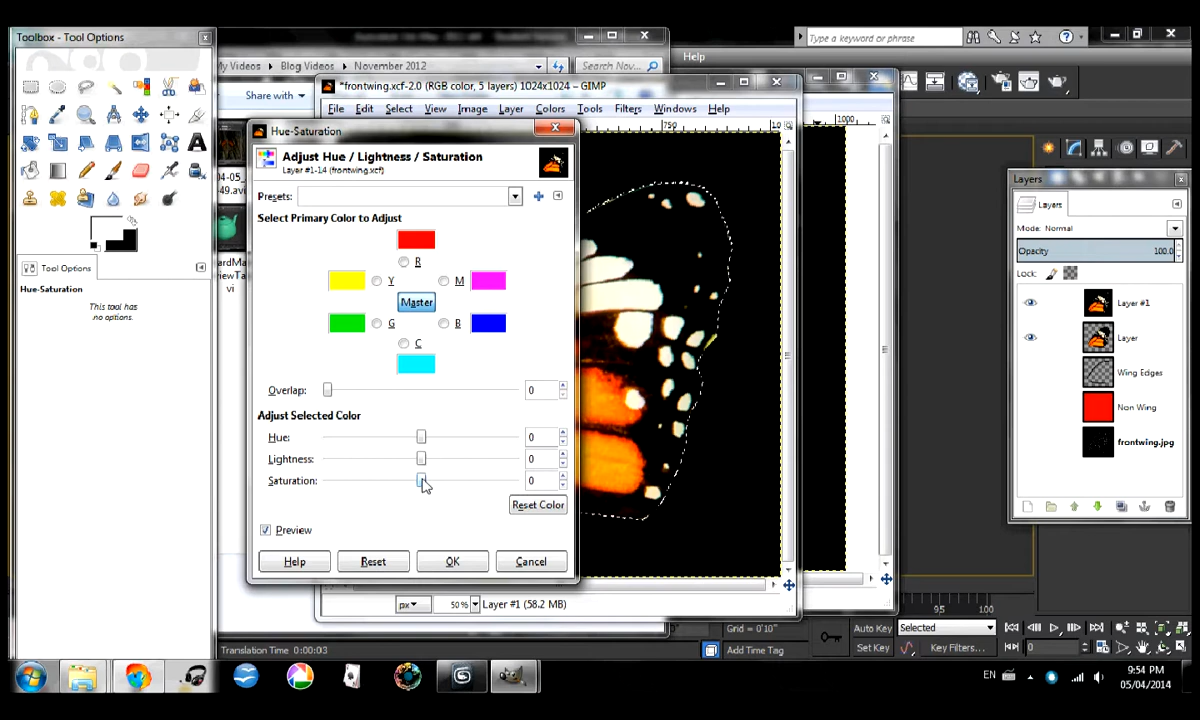 Toolbox - Tool Options
Type a keyword or phrase
My Videos
Blog Videos
November 2012
Search Nov...
Help
*frontwing.xcf-2.0 (RGB color, 5 layers) 1024x1024 – GIMP
Share with
File Edit Select View Image Layer Colors Tools Filters Windows Help
750
1000
Hue-Saturation
Adjust Hue / Lightness / Saturation
Layer #1-14 (frontwing.xcf)
Presets:
Select Primary Color to Adjust
R
Y
M
Master
G
B
C
Overlap:
0
Adjust Selected Color
Hue:
0
Lightness:
0
Saturation:
0
Reset Color
Preview
Help
Reset
OK
Cancel
Tool Options
Hue-Saturation
This tool has
no options.
Layers
Layers
Mode: Normal
Opacity
100.0
Lock:
Layer #1
Layer
Wing Edges
Non Wing
frontwing.jpg
px
50%
Layer #1 (58.2 MB)
95
100
Translation Time 0:00:03
Grid = 0'10"
Add Time Tag
Auto Key
Selected
Set Key
Key Filters...
0
EN
9:54 PM
05/04/2014